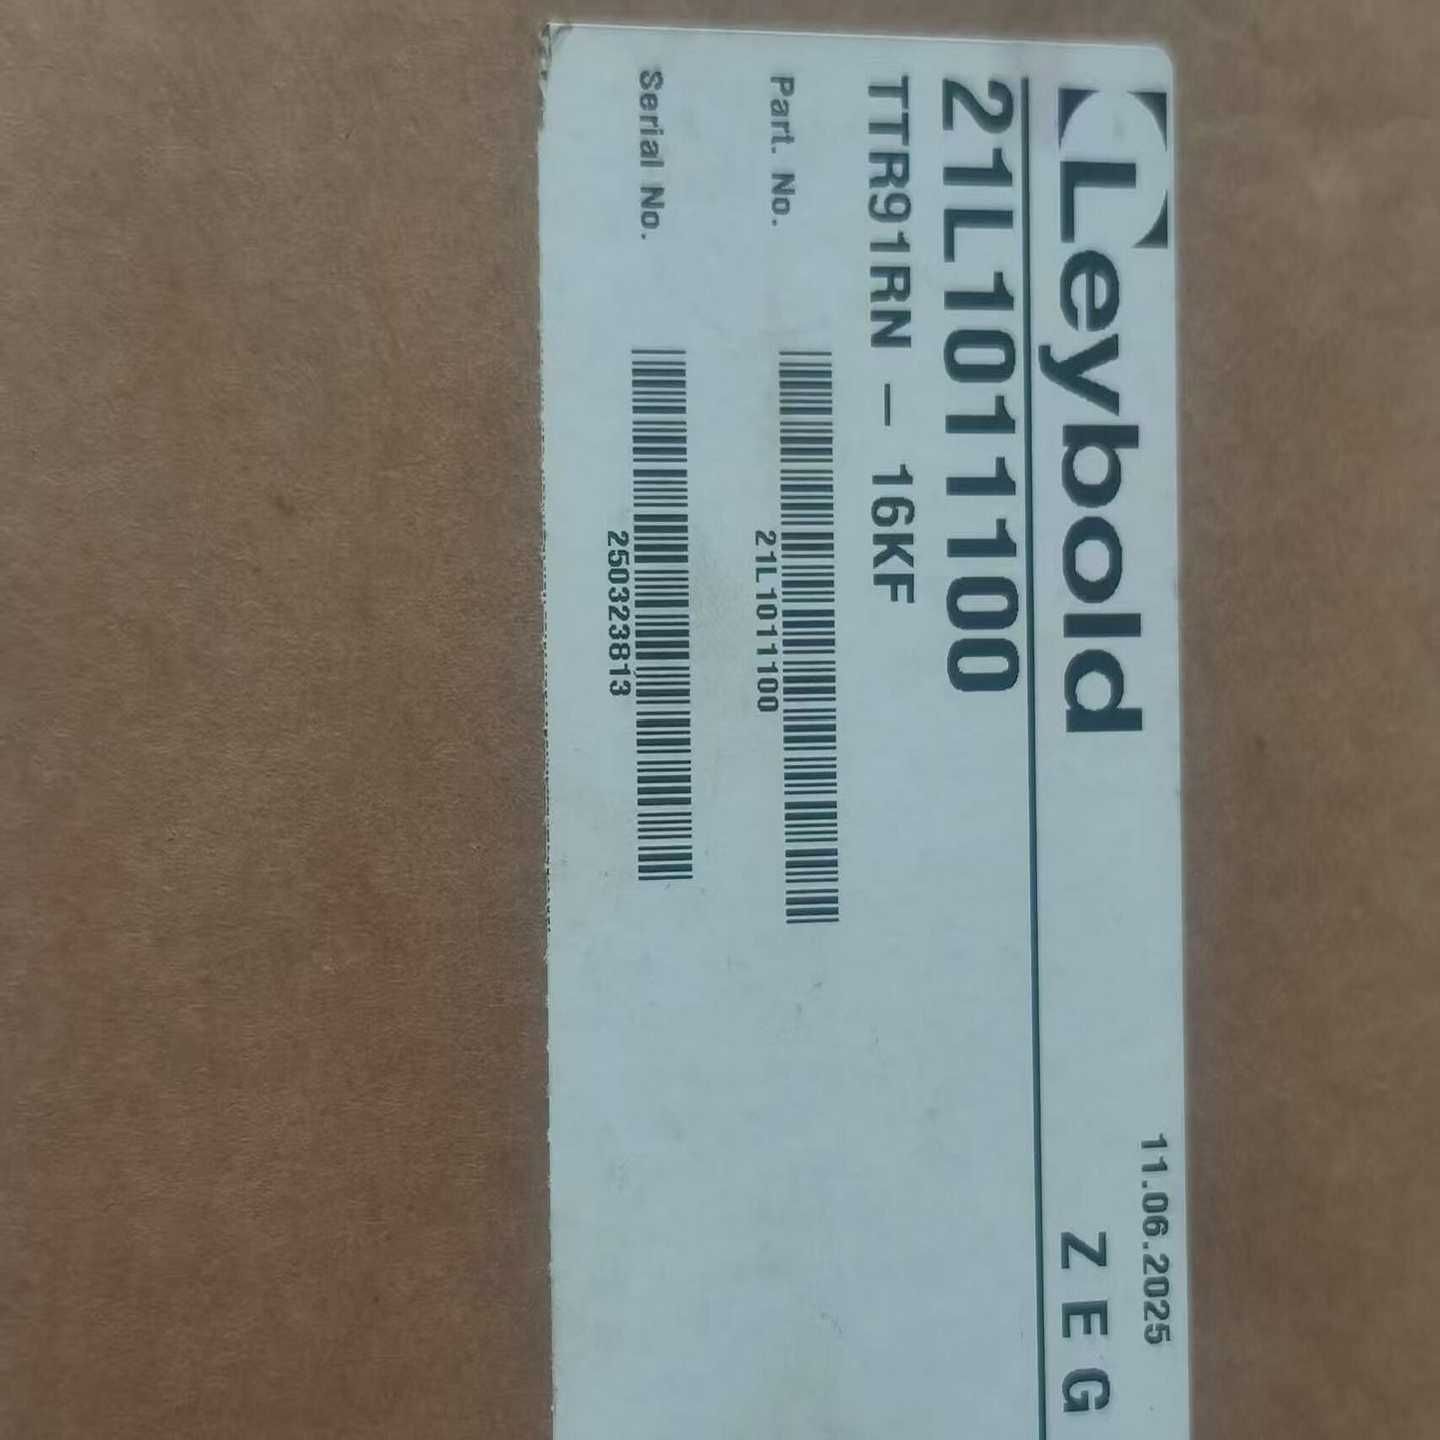 Leybold
11.06.2025
Z E G
21L1011100
TTR91RN - 16KF
Part. No.
21L1011100
Serial No.
250323813